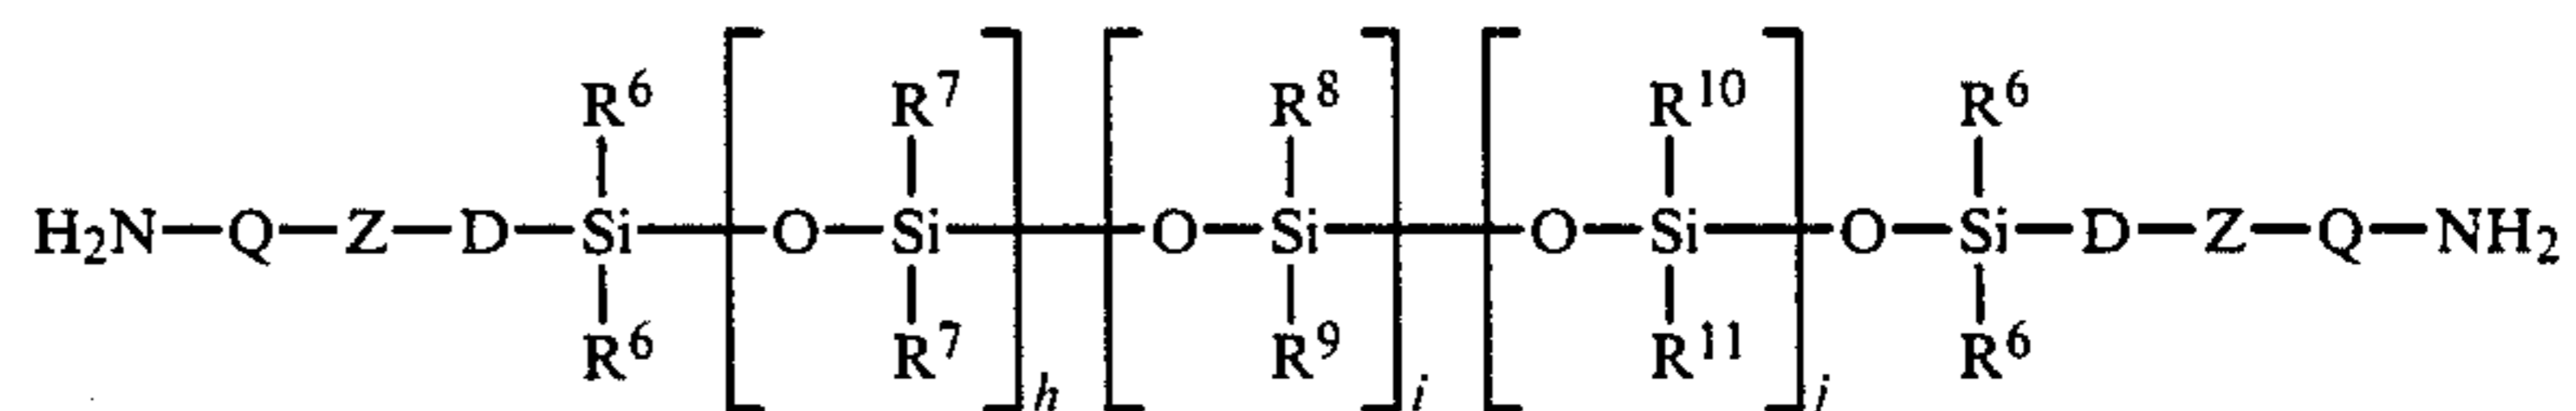 R⁶ R⁷ R⁸ R¹⁰ R⁶
H₂N—Q—Z—D—Si—[O—Si—]h[O—Si—]i[O—Si—]j O—Si—D—Z—Q—NH₂
R⁶ R⁷ R⁹ R¹¹ R⁶